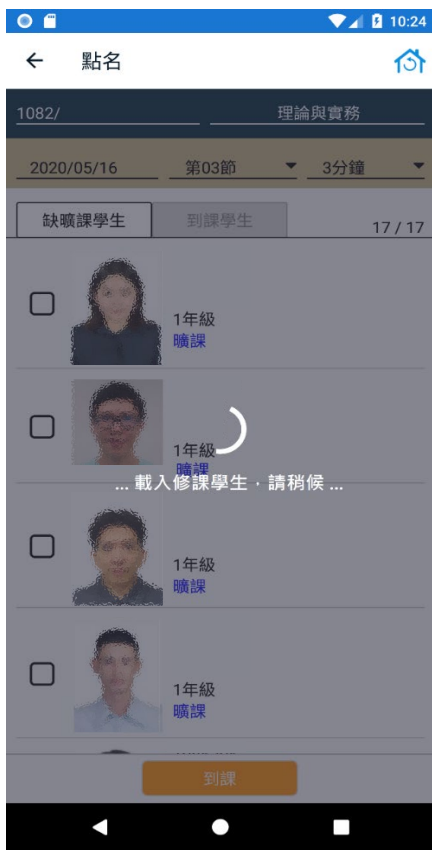 10:24
點名
1082/ 理論與實務
2020/05/16 第03節 3分鐘
缺曠課學生 到課學生 17 / 17
1年級
曠課
1年級
曠課
... 載入修課學生，請稍候 ...
1年級
曠課
1年級
曠課
到課